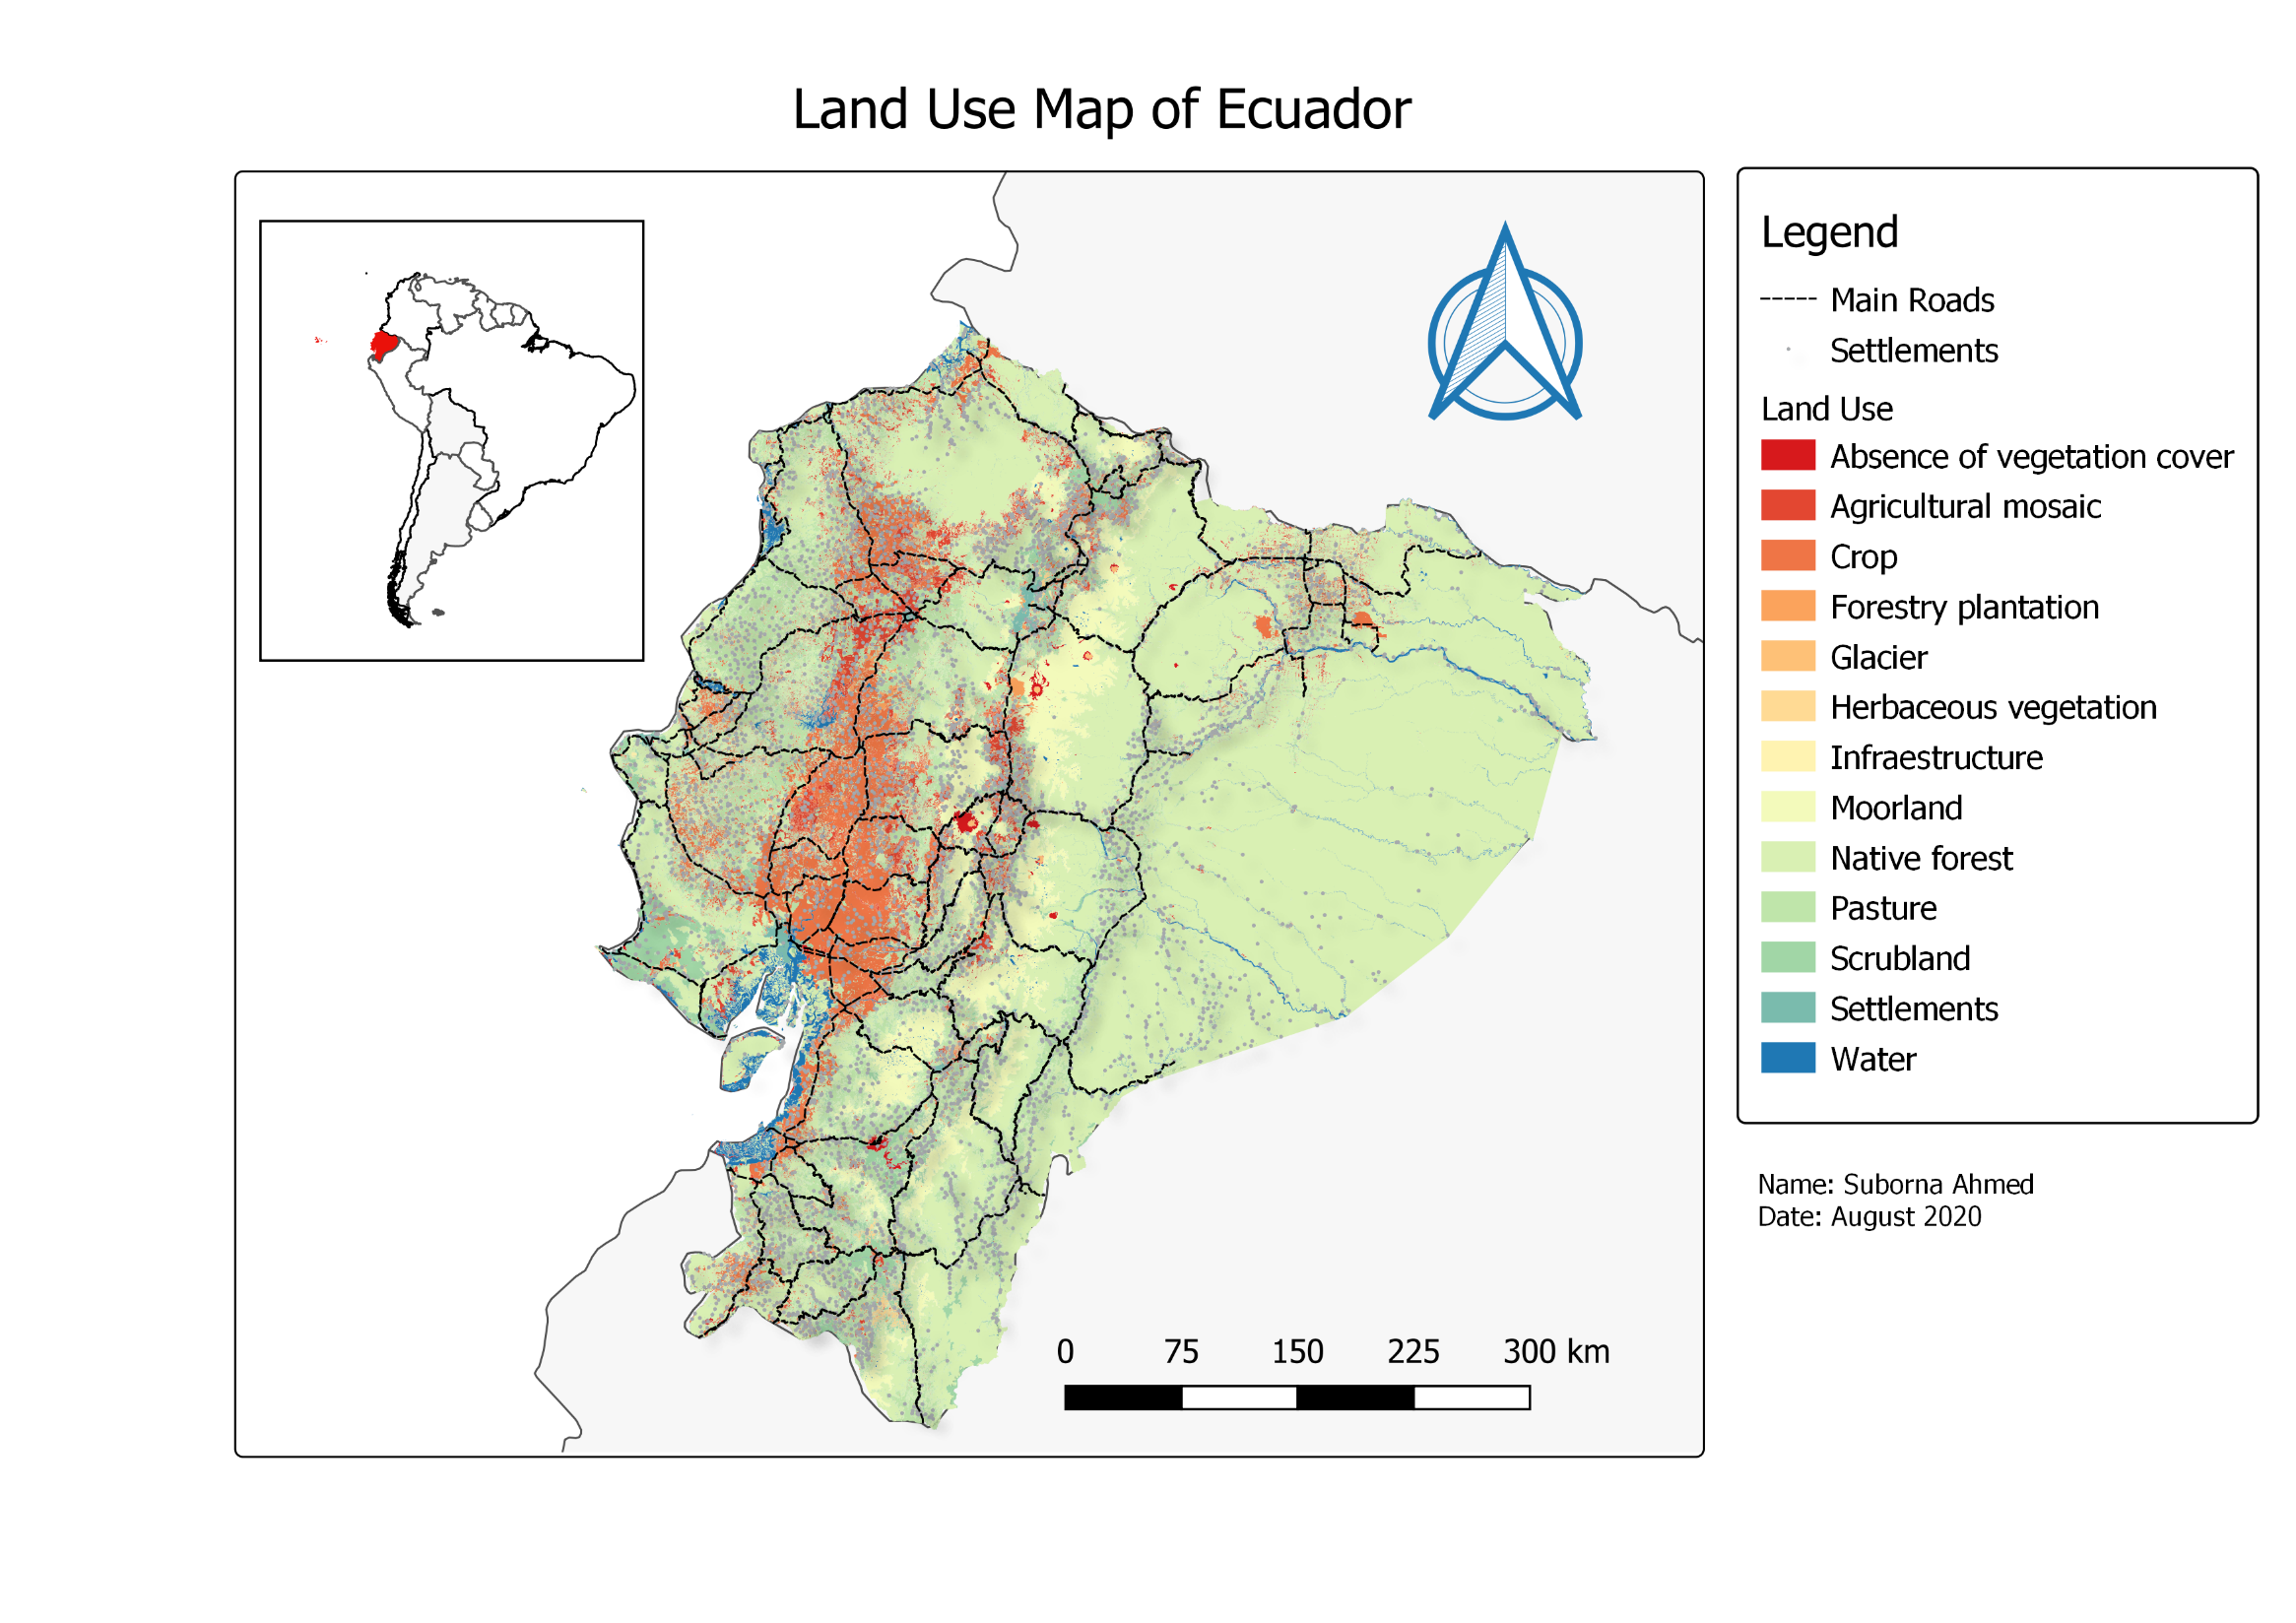 Land Use Map of Ecuador
Legend
Main Roads
Settlements
Land Use
Absence of vegetation cover
Agricultural mosaic
Crop
Forestry plantation
Glacier
Herbaceous vegetation
Infraestructure
Moorland
Native forest
Pasture
Scrubland
Settlements
Water
Name: Suborna Ahmed
Date: August 2020
0 75 150 225 300 km